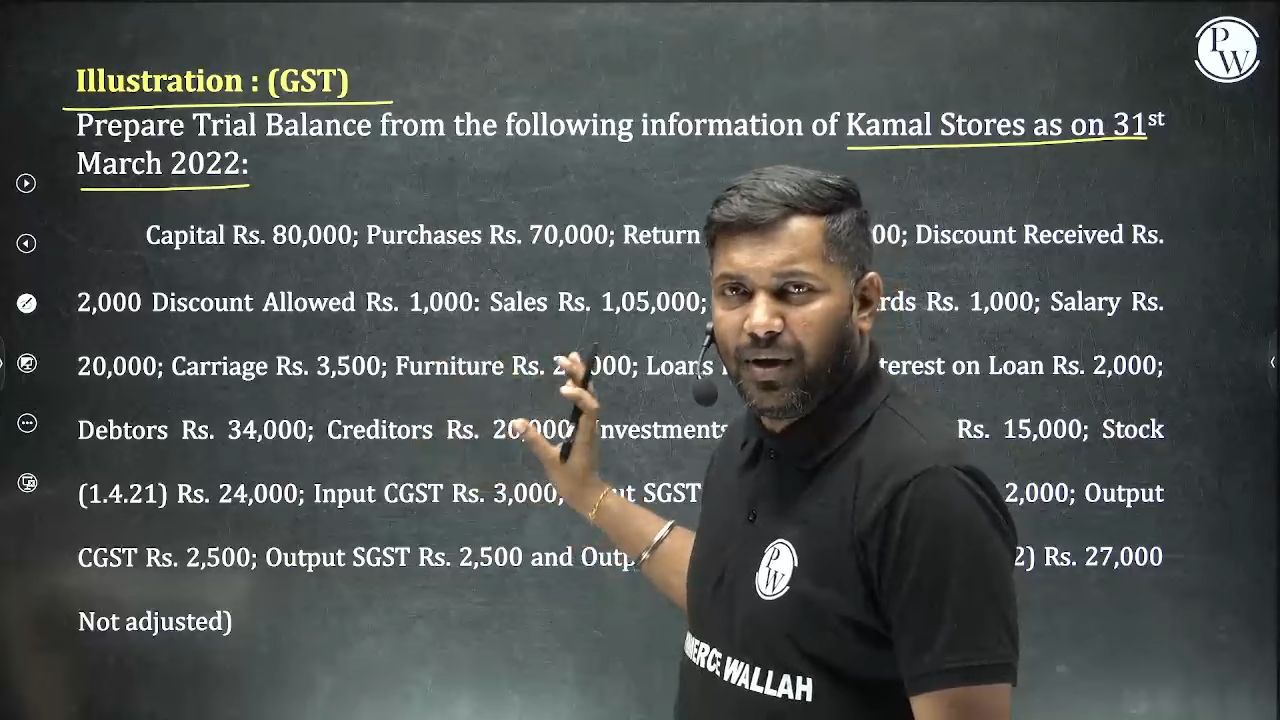 PW
Illustration : (GST)
Prepare Trial Balance from the following information of Kamal Stores as on 31st
March 2022:
Capital Rs. 80,000; Purchases Rs. 70,000; Return 00; Discount Received Rs.
2,000 Discount Allowed Rs. 1,000: Sales Rs. 1,05,000; rds Rs. 1,000; Salary Rs.
20,000; Carriage Rs. 3,500; Furniture Rs. 000; Loans terest on Loan Rs. 2,000;
Debtors Rs. 34,000; Creditors Rs. 20,000 Investments Rs. 15,000; Stock
(1.4.21) Rs. 24,000; Input CGST Rs. 3,000; ut SGST 2,000; Output
CGST Rs. 2,500; Output SGST Rs. 2,500 and Outp 2) Rs. 27,000
Not adjusted)
PW
MERCE WALLAH